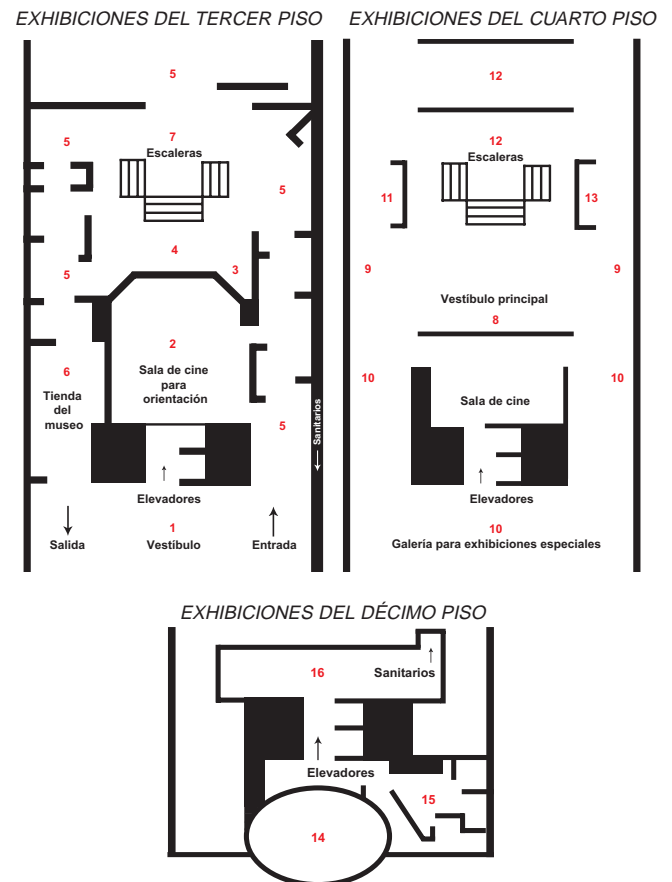 EXHIBICIONES DEL TERCER PISO
5
7
Escaleras
5
5
4
3
5
2
Sala de cine
para
orientación
6
Tienda
del
museo
5
Sanitarios
Elevadores
1
Salida
Vestíbulo
Entrada
EXHIBICIONES DEL CUARTO PISO
12
12
Escaleras
11
13
9
9
Vestíbulo principal
8
10
10
Sala de cine
Elevadores
10
Galería para exhibiciones especiales
EXHIBICIONES DEL DÉCIMO PISO
16
Sanitarios
Elevadores
15
14